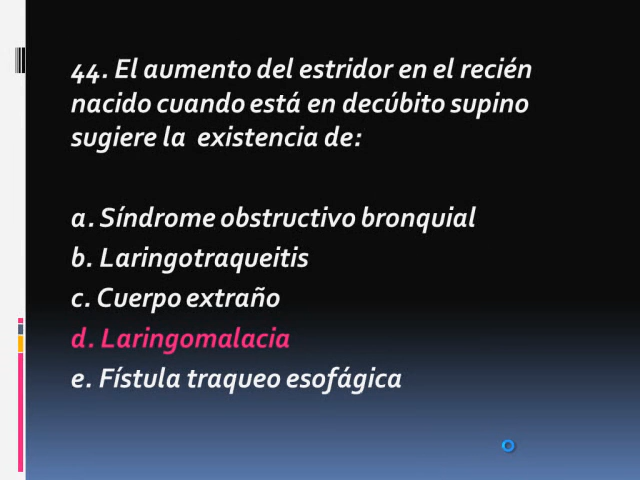 44. El aumento del estridor en el recién
nacido cuando está en decúbito supino
sugiere la existencia de:
a. Síndrome obstructivo bronquial
b. Laringotraqueitis
c. Cuerpo extraño
d. Laringomalacia
e. Fístula traqueo esofágica